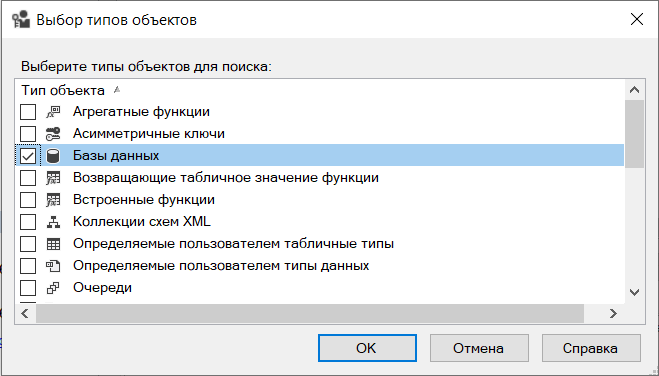 Выбор типов объектов
Выберите типы объектов для поиска:
Тип объекта
Агрегатные функции
Асимметричные ключи
Базы данных
Возвращающие табличное значение функции
Встроенные функции
Коллекции схем XML
Определяемые пользователем табличные типы
Определяемые пользователем типы данных
Очереди
OK
Отмена
Справка